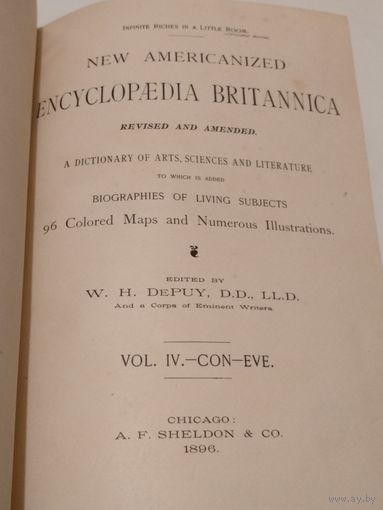 INFINITE RICHES IN A LITTLE ROOM.
NEW AMERICANIZED
ENCYCLOPÆDIA BRITANNICA
REVISED AND AMENDED.
A DICTIONARY OF ARTS, SCIENCES AND LITERATURE
TO WHICH IS ADDED
BIOGRAPHIES OF LIVING SUBJECTS
96 Colored Maps and Numerous Illustrations.
EDITED BY
W. H. DEPUY, D.D., LL.D.
And a Corps of Eminent Writers.
VOL. IV.—CON—EVE.
CHICAGO:
A. F. SHELDON & CO.
1896.
www.ay.by